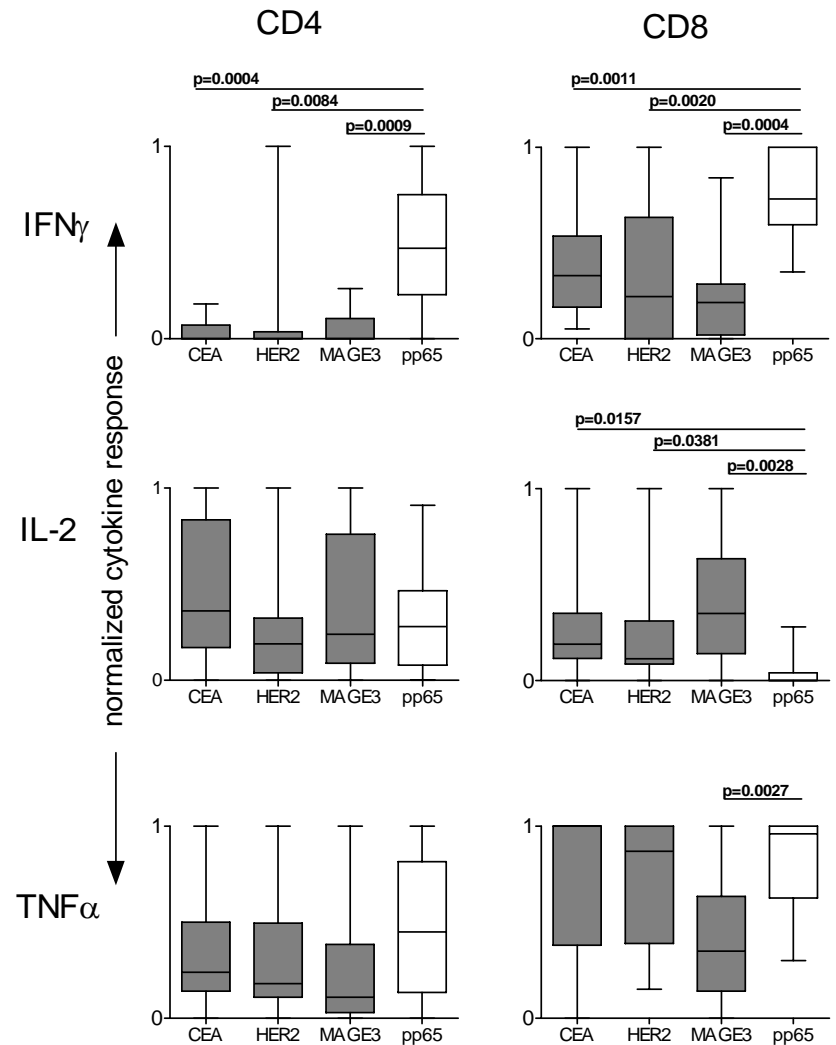 CD4 CD8
p=0.0004 p=0.0011
p=0.0084 p=0.0020
p=0.0009 p=0.0004
1 1
IFNγ
0 0
CEA HER2 MAGE3 pp65 CEA HER2 MAGE3 pp65
normalized cytokine response
p=0.0157
p=0.0381
p=0.0028
1 1
IL-2
0 0
CEA HER2 MAGE3 pp65 CEA HER2 MAGE3 pp65
p=0.0027
1 1
TNFα
0 0
CEA HER2 MAGE3 pp65 CEA HER2 MAGE3 pp65